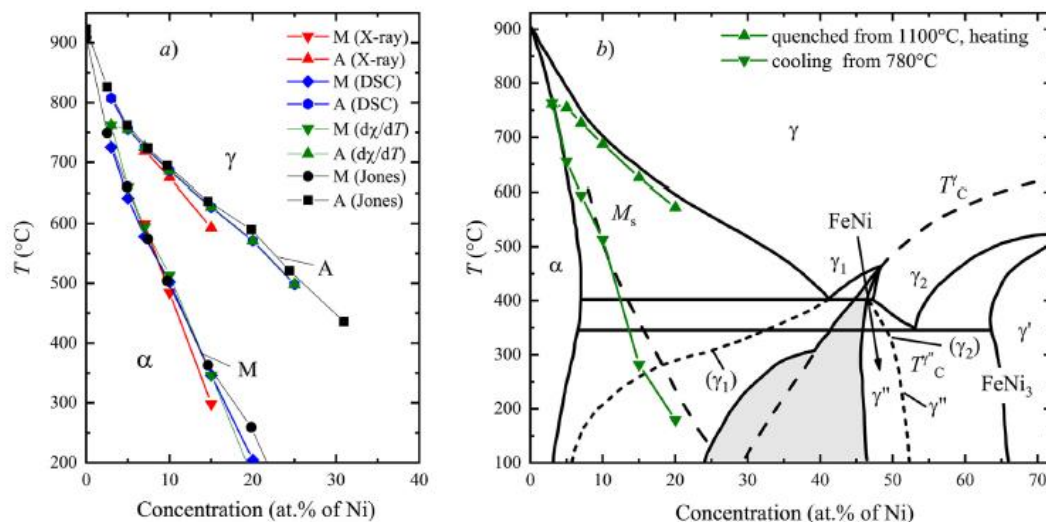 a)
M (X-ray)
A (X-ray)
M (DSC)
A (DSC)
M (dχ/dT)
A (dχ/dT)
M (Jones)
A (Jones)
γ
A
α
M
900
800
700
600
500
400
300
200
T (°C)
0 10 20 30 40
Concentration (at.% of Ni)
b)
quenched from 1100°C, heating
cooling from 780°C
γ
T^γ_C
M_s
FeNi
α
γ₁
γ₂
γ'
(γ₁)
(γ₂)
T^γ''_C
γ''
γ''
FeNi₃
900
800
700
600
500
400
300
200
100
T (°C)
0 10 20 30 40 50 60 70
Concentration (at.% of Ni)